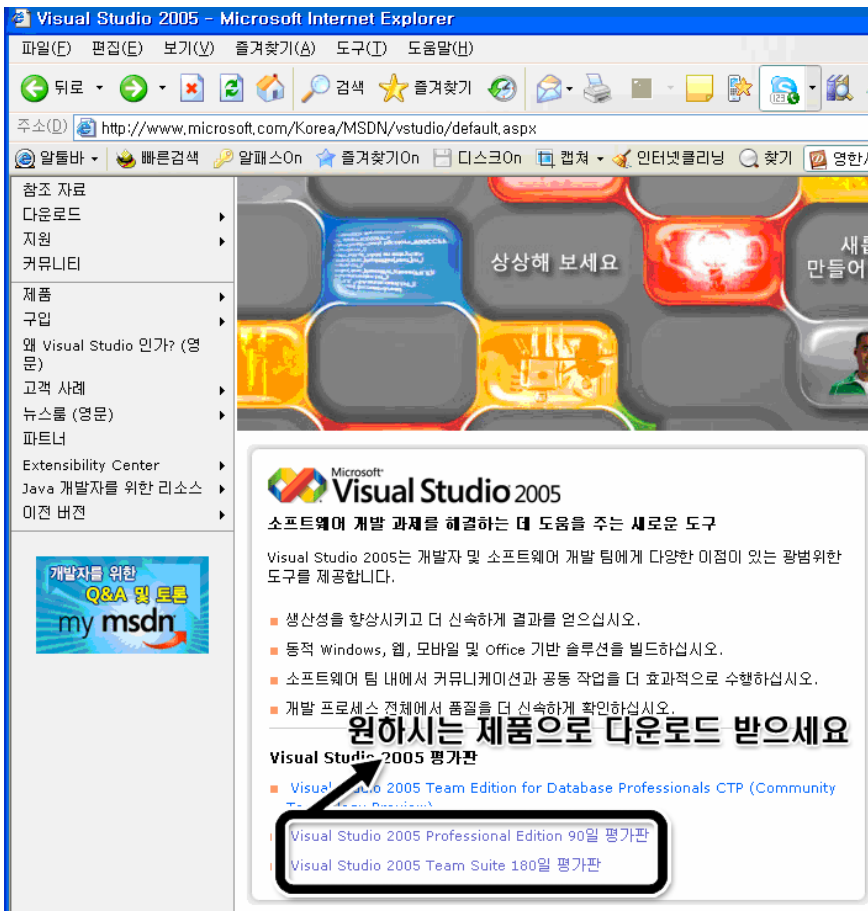 Visual Studio 2005 - Microsoft Internet Explorer
파일(F) 편집(E) 보기(V) 즐겨찾기(A) 도구(T) 도움말(H)
뒤로 검색 즐겨찾기
주소(D) http://www.microsoft.com/Korea/MSDN/vstudio/default.aspx
알툴바 빠른검색 알패스On 즐겨찾기On 디스크On 캡쳐 인터넷클리닝 찾기 영한
참조 자료
다운로드
지원
커뮤니티
제품
구입
왜 Visual Studio 인가? (영
문)
고객 사례
뉴스룸 (영문)
파트너
Extensibility Center
Java 개발자를 위한 리소스
이전 버전
개발자를 위한
Q&A 및 토론
my msdn
상상해 보세요
새롭
만들어
Microsoft
Visual Studio 2005
소프트웨어 개발 과제를 해결하는 데 도움을 주는 새로운 도구
Visual Studio 2005는 개발자 및 소프트웨어 개발 팀에게 다양한 이점이 있는 광범위한
도구를 제공합니다.
생산성을 향상시키고 더 신속하게 결과를 얻으십시오.
동적 Windows, 웹, 모바일 및 Office 기반 솔루션을 빌드하십시오.
소프트웨어 팀 내에서 커뮤니케이션과 공동 작업을 더 효과적으로 수행하십시오.
개발 프로세스 전체에서 품질을 더 신속하게 확인하십시오.
원하시는 제품으로 다운로드 받으세요
Visual Studio 2005 평가판
Visual Studio 2005 Team Edition for Database Professionals CTP (Community
Technology Preview)
Visual Studio 2005 Professional Edition 90일 평가판
Visual Studio 2005 Team Suite 180일 평가판